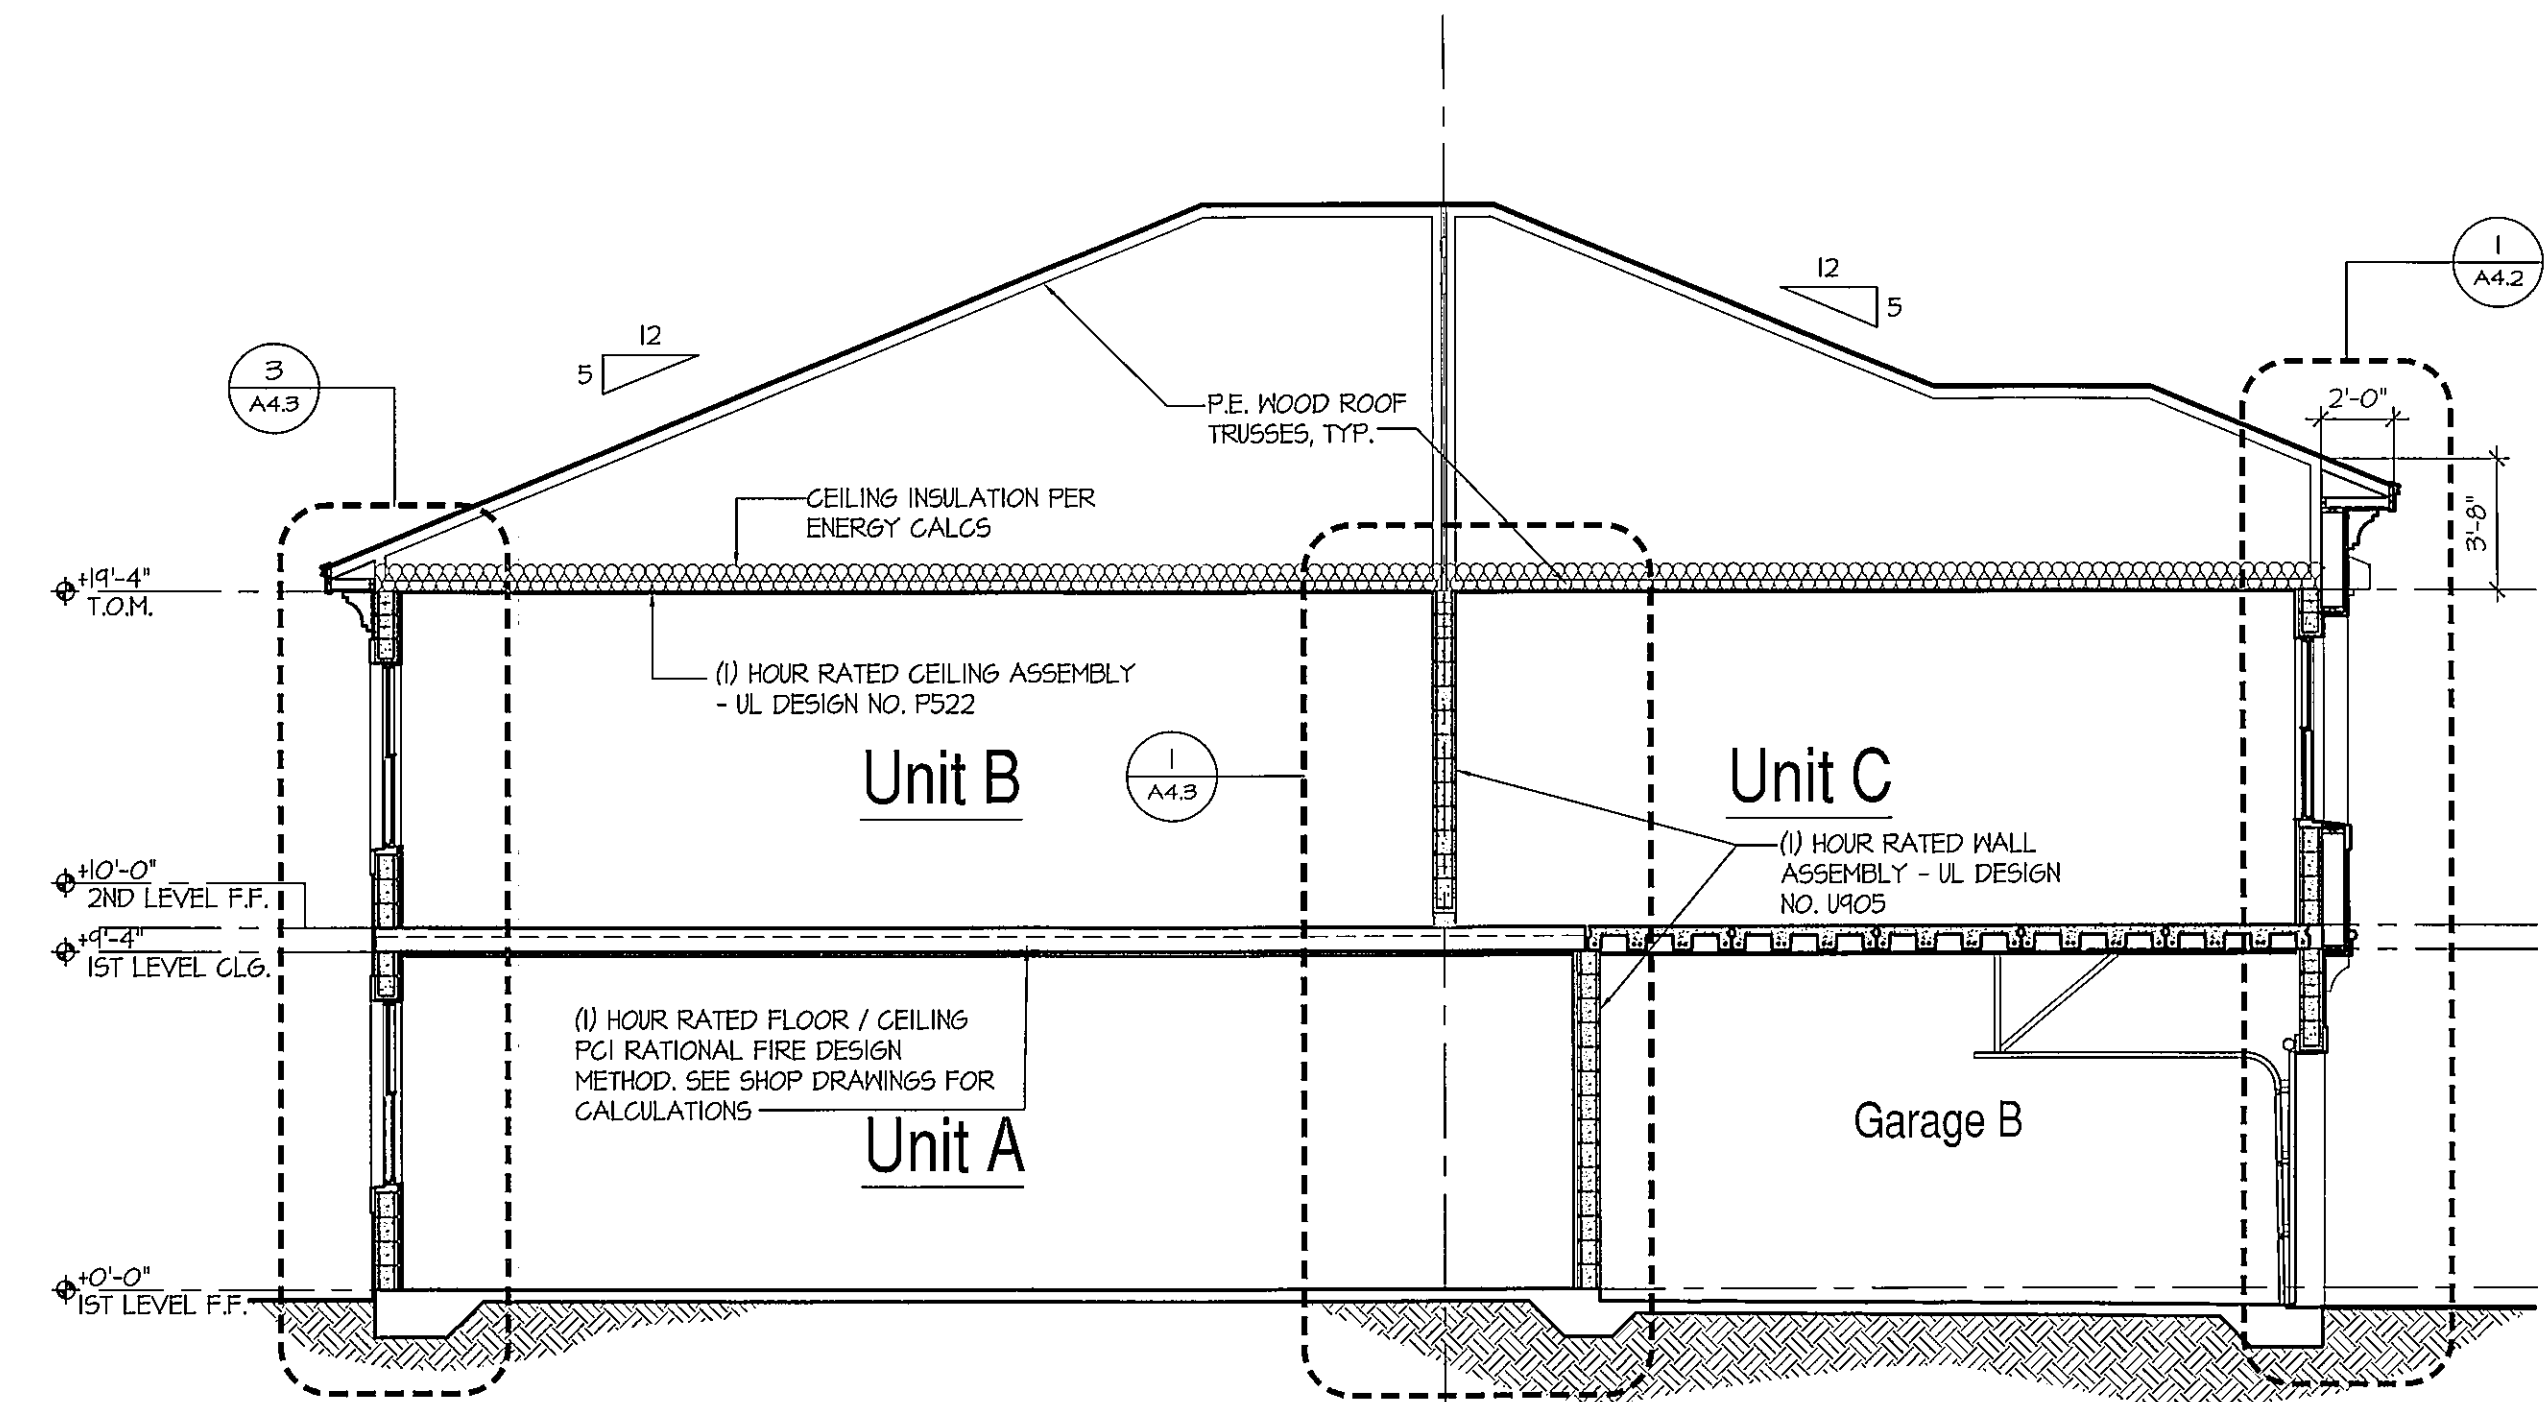 12
5
12
5
1
A4.2
3
A4.3
2'-0"
3'-8"
P.E. WOOD ROOF
TRUSSES, TYP.
CEILING INSULATION PER
ENERGY CALCS
+19'-4"
T.O.M.
(1) HOUR RATED CEILING ASSEMBLY
- UL DESIGN NO. P522
Unit B
1
A4.3
Unit C
(1) HOUR RATED WALL
ASSEMBLY - UL DESIGN
NO. U905
+10'-0"
2ND LEVEL F.F.
+9'-4"
1ST LEVEL CLG.
(1) HOUR RATED FLOOR / CEILING
PCI RATIONAL FIRE DESIGN
METHOD. SEE SHOP DRAWINGS FOR
CALCULATIONS
Unit A
Garage B
+0'-0"
1ST LEVEL F.F.